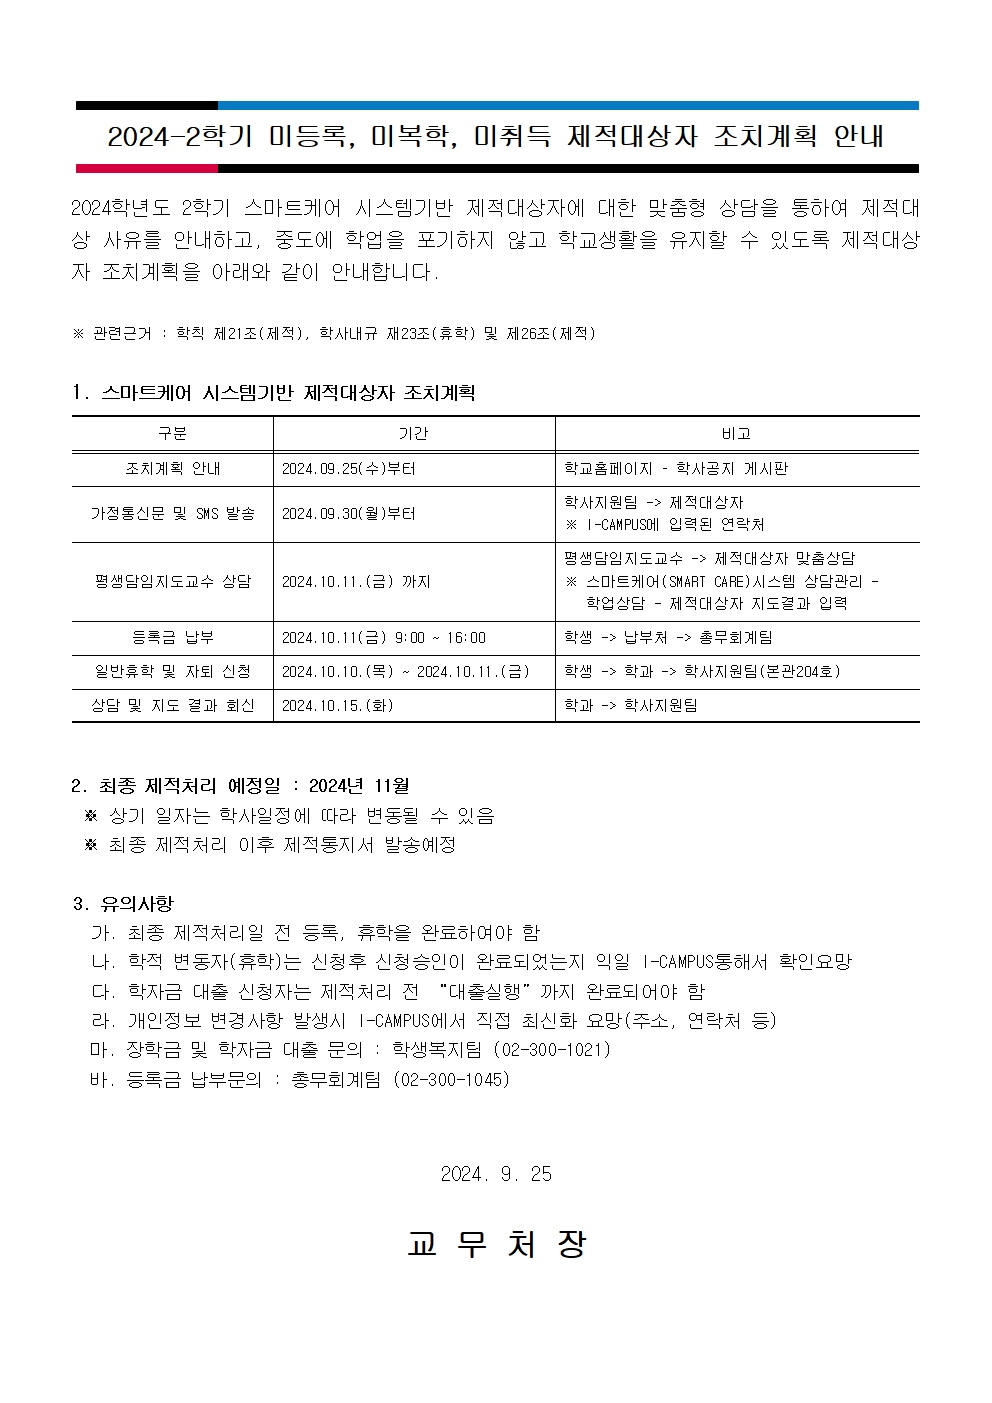 2024-2학기 미등록, 미복학, 미취득 제적대상자 조치계획 안내
2024학년도 2학기 스마트케어 시스템기반 제적대상자에 대한 맞춤형 상담을 통하여 제적대
상 사유를 안내하고, 중도에 학업을 포기하지 않고 학교생활을 유지할 수 있도록 제적대상
자 조치계획을 아래와 같이 안내합니다.
※ 관련근거 : 학칙 제21조(제적), 학사내규 재23조(휴학) 및 제26조(제적)
1. 스마트케어 시스템기반 제적대상자 조치계획
구분 기간 비고
조치계획 안내 2024.09.25(수)부터 학교홈페이지 - 학사공지 게시판
가정통신문 및 SMS 발송 2024.09.30(월)부터 학사지원팀 -> 제적대상자
※ I-CAMPUS에 입력된 연락처
평생담임지도교수 상담 2024.10.11.(금) 까지 평생담임지도교수 -> 제적대상자 맞춤상담
※ 스마트케어(SMART CARE)시스템 상담관리 -
학업상담 - 제적대상자 지도결과 입력
등록금 납부 2024.10.11(금) 9:00 ~ 16:00 학생 -> 납부처 -> 총무회계팀
일반휴학 및 자퇴 신청 2024.10.10.(목) ~ 2024.10.11.(금) 학생 -> 학과 -> 학사지원팀(본관204호)
상담 및 지도 결과 회신 2024.10.15.(화) 학과 -> 학사지원팀
2. 최종 제적처리 예정일 : 2024년 11월
※ 상기 일자는 학사일정에 따라 변동될 수 있음
※ 최종 제적처리 이후 제적통지서 발송예정
3. 유의사항
가. 최종 제적처리일 전 등록, 휴학을 완료하여야 함
나. 학적 변동자(휴학)는 신청후 신청승인이 완료되었는지 익일 I-CAMPUS통해서 확인요망
다. 학자금 대출 신청자는 제적처리 전 “대출실행”까지 완료되어야 함
라. 개인정보 변경사항 발생시 I-CAMPUS에서 직접 최신화 요망(주소, 연락처 등)
마. 장학금 및 학자금 대출 문의 : 학생복지팀 (02-300-1021)
바. 등록금 납부문의 : 총무회계팀 (02-300-1045)
2024. 9. 25
교 무 처 장